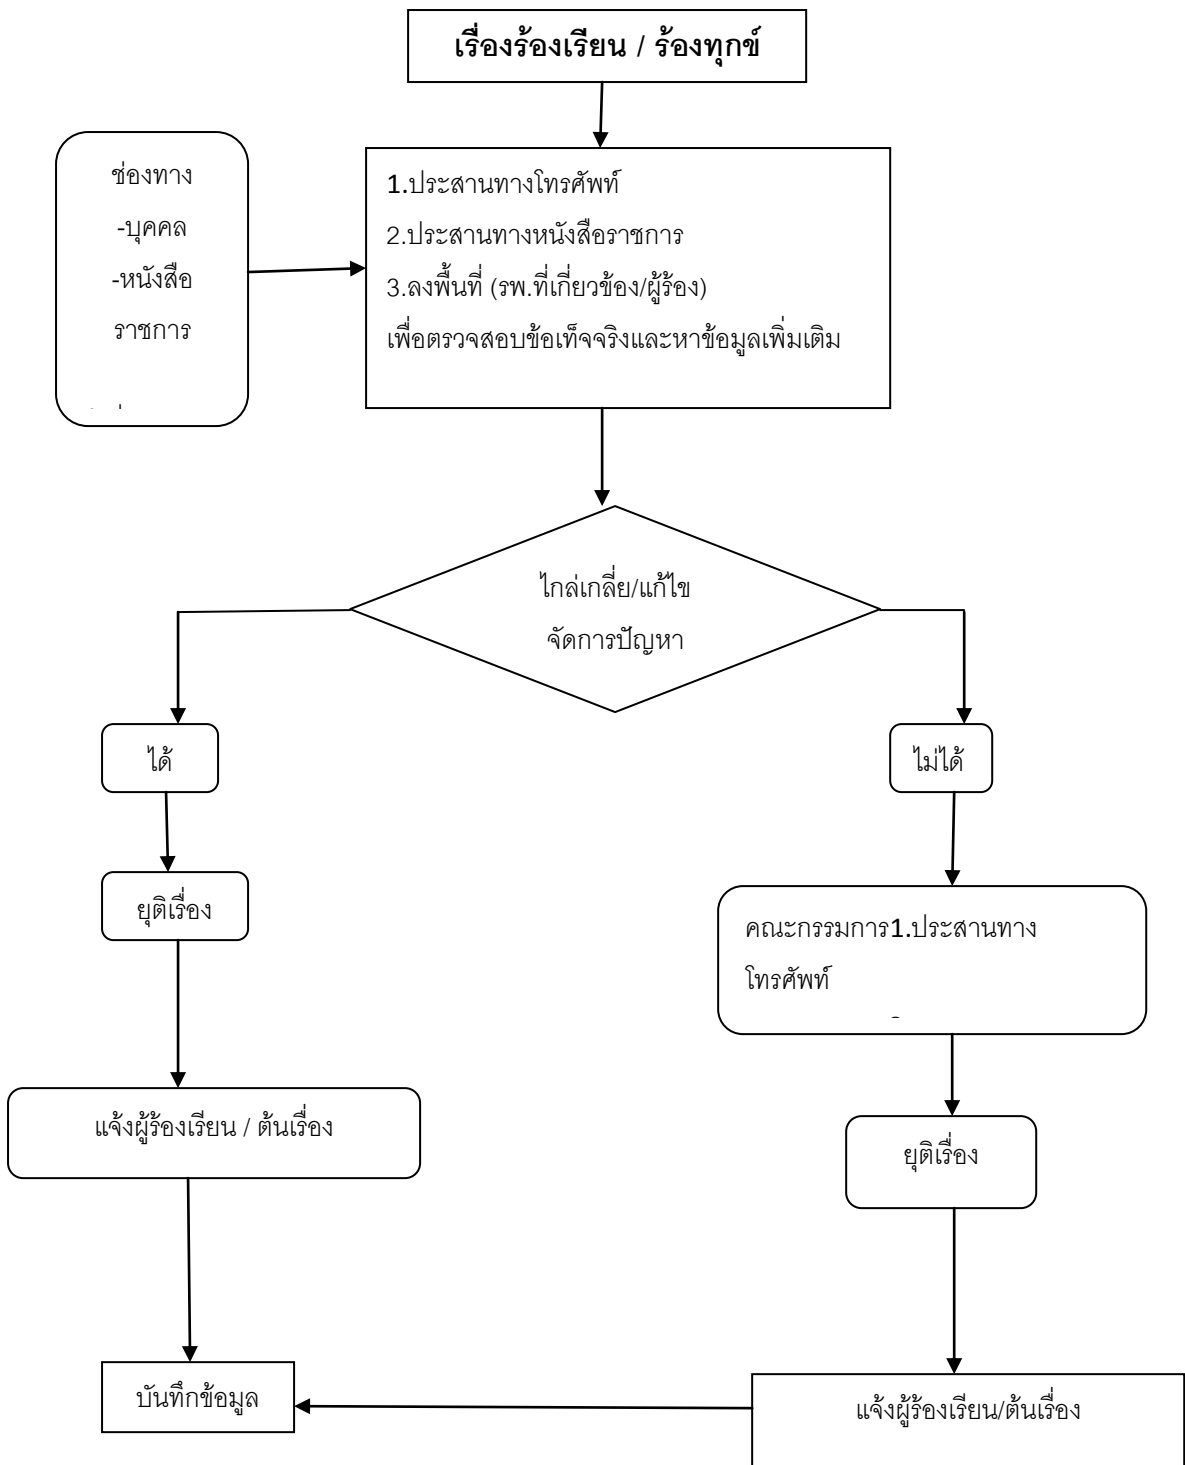 เรื่องร้องเรียน / ร้องทุกข์
ช่องทาง
-บุคคล
-หนังสือ
ราชการ
1.ประสานทางโทรศัพท์
2.ประสานทางหนังสือราชการ
3.ลงพื้นที่ (รพ.ที่เกี่ยวข้อง/ผู้ร้อง)
เพื่อตรวจสอบข้อเท็จจริงและหาข้อมูลเพิ่มเติม
ไกล่เกลี่ย/แก้ไข
จัดการปัญหา
ได้
ไม่ได้
ยุติเรื่อง
คณะกรรมการ1.ประสานทาง
โทรศัพท์
แจ้งผู้ร้องเรียน / ต้นเรื่อง
ยุติเรื่อง
บันทึกข้อมูล
แจ้งผู้ร้องเรียน/ต้นเรื่อง